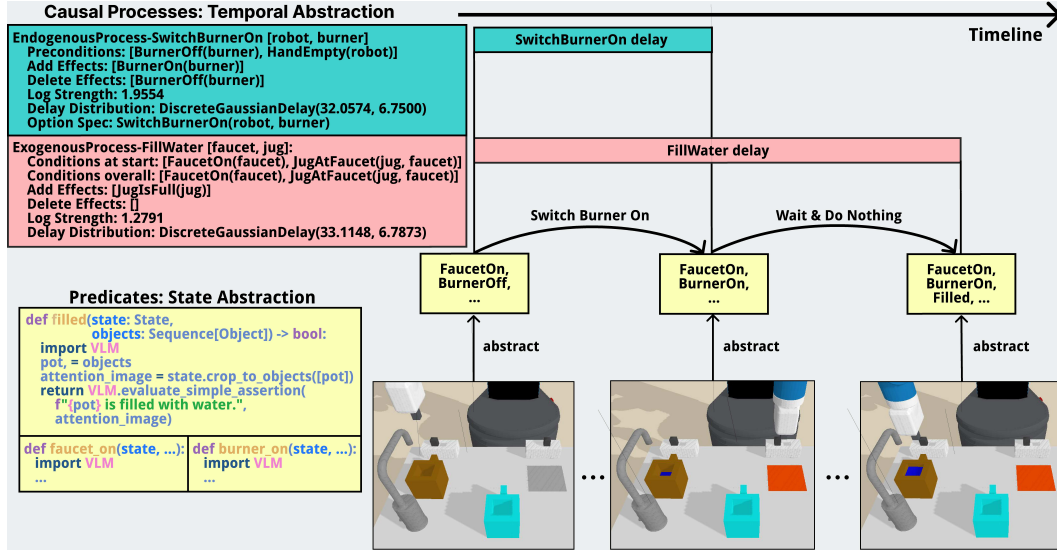 Causal Processes: Temporal Abstraction
Timeline
EndogenousProcess-SwitchBurnerOn [robot, burner]
Preconditions: [BurnerOff(burner), HandEmpty(robot)]
Add Effects: [BurnerOn(burner)]
Delete Effects: [BurnerOff(burner)]
Log Strength: 1.9554
Delay Distribution: DiscreteGaussianDelay(32.0574, 6.7500)
Option Spec: SwitchBurnerOn(robot, burner)
ExogenousProcess-FillWater [faucet, jug]:
Conditions at start: [FaucetOn(faucet), JugAtFaucet(jug, faucet)]
Conditions overall: [FaucetOn(faucet), JugAtFaucet(jug, faucet)]
Add Effects: [JugIsFull(jug)]
Delete Effects: []
Log Strength: 1.2791
Delay Distribution: DiscreteGaussianDelay(33.1148, 6.7873)
SwitchBurnerOn delay
FillWater delay
Switch Burner On
Wait & Do Nothing
FaucetOn,
BurnerOff,
...
FaucetOn,
BurnerOn,
...
FaucetOn,
BurnerOn,
Filled, ...
abstract
abstract
abstract
Predicates: State Abstraction
def filled(state: State,
objects: Sequence[Object]) -> bool:
import VLM
pot, = objects
attention_image = state.crop_to_objects([pot])
return VLM.evaluate_simple_assertion(
f"{pot} is filled with water.",
attention_image)
def faucet_on(state, ...):
import VLM
...
def burner_on(state, ...):
import VLM
...
...
...